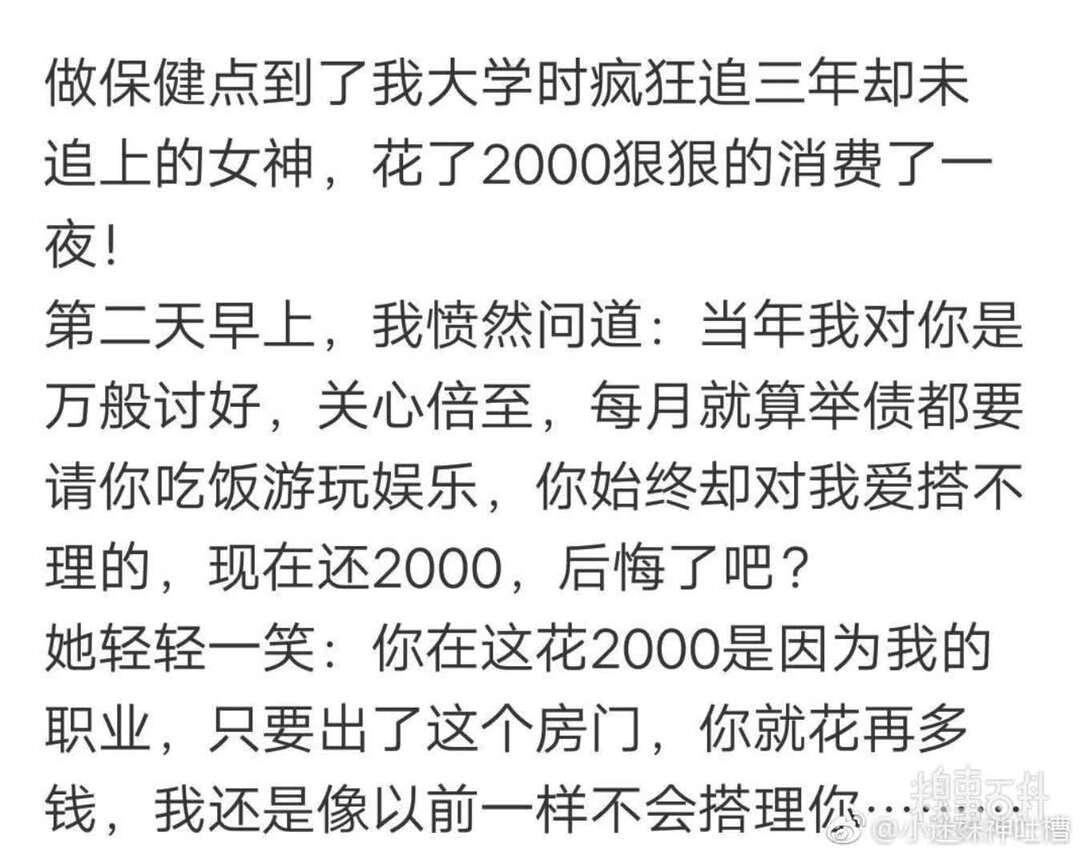 做保健点到了我大学时疯狂追三年却未
追上的女神，花了2000狠狠的消费了一
夜！
第二天早上，我愤然问道：当年我对你是
万般讨好，关心倍至，每月就算举债都要
请你吃饭游玩娱乐，你始终却对我爱搭不
理的，现在还2000，后悔了吧？
她轻轻一笑：你在这花2000是因为我的
职业，只要出了这个房门，你就花再多
钱，我还是像以前一样不会搭理你………
糗事百科
@小迷妹神吐槽